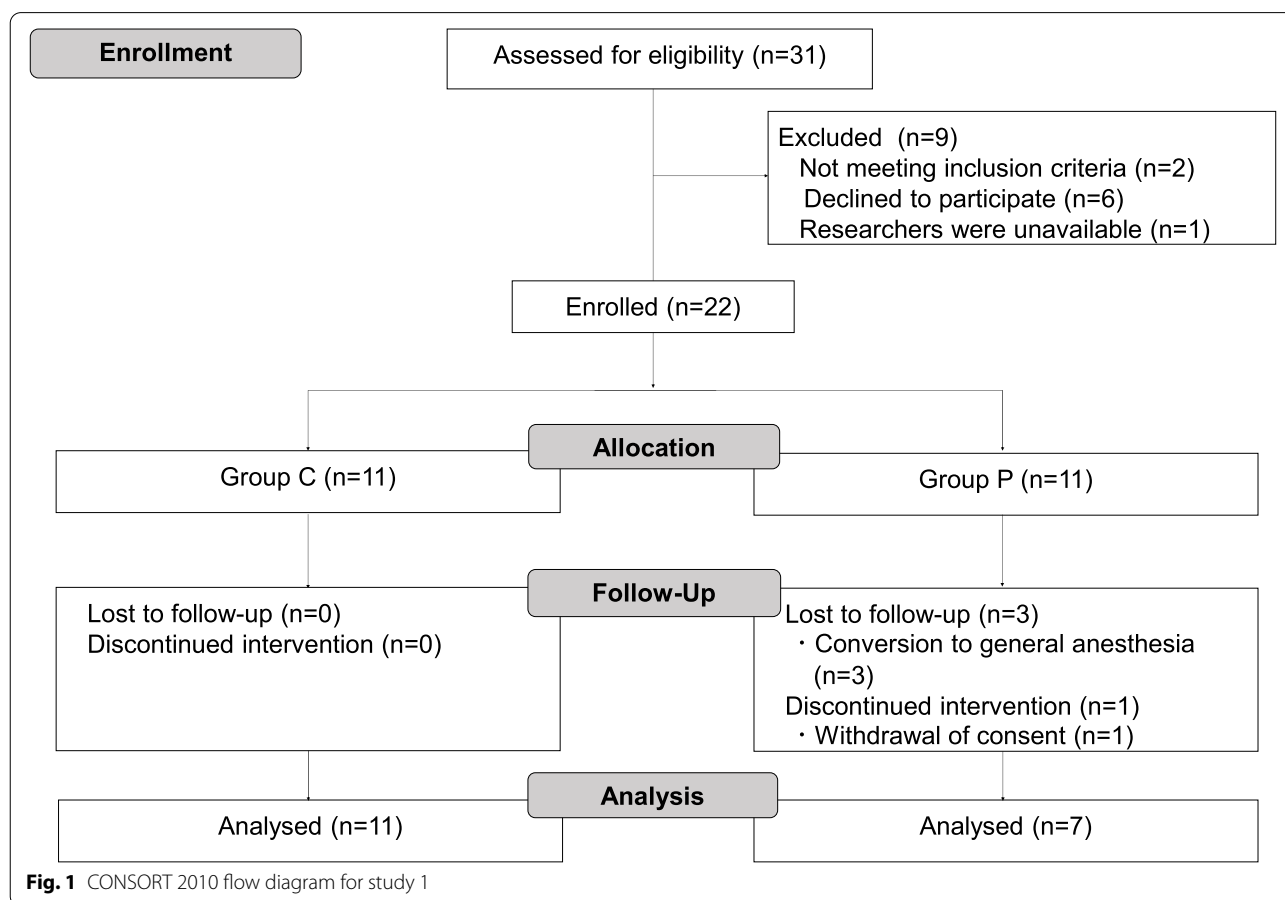 Enrollment
Assessed for eligibility (n=31)
Excluded (n=9)
Not meeting inclusion criteria (n=2)
Declined to participate (n=6)
Researchers were unavailable (n=1)
Enrolled (n=22)
Allocation
Group C (n=11)
Group P (n=11)
Follow-Up
Lost to follow-up (n=0)
Discontinued intervention (n=0)
Lost to follow-up (n=3)
・Conversion to general anesthesia
(n=3)
Discontinued intervention (n=1)
・Withdrawal of consent (n=1)
Analysis
Analysed (n=11)
Analysed (n=7)
Fig. 1 CONSORT 2010 flow diagram for study 1